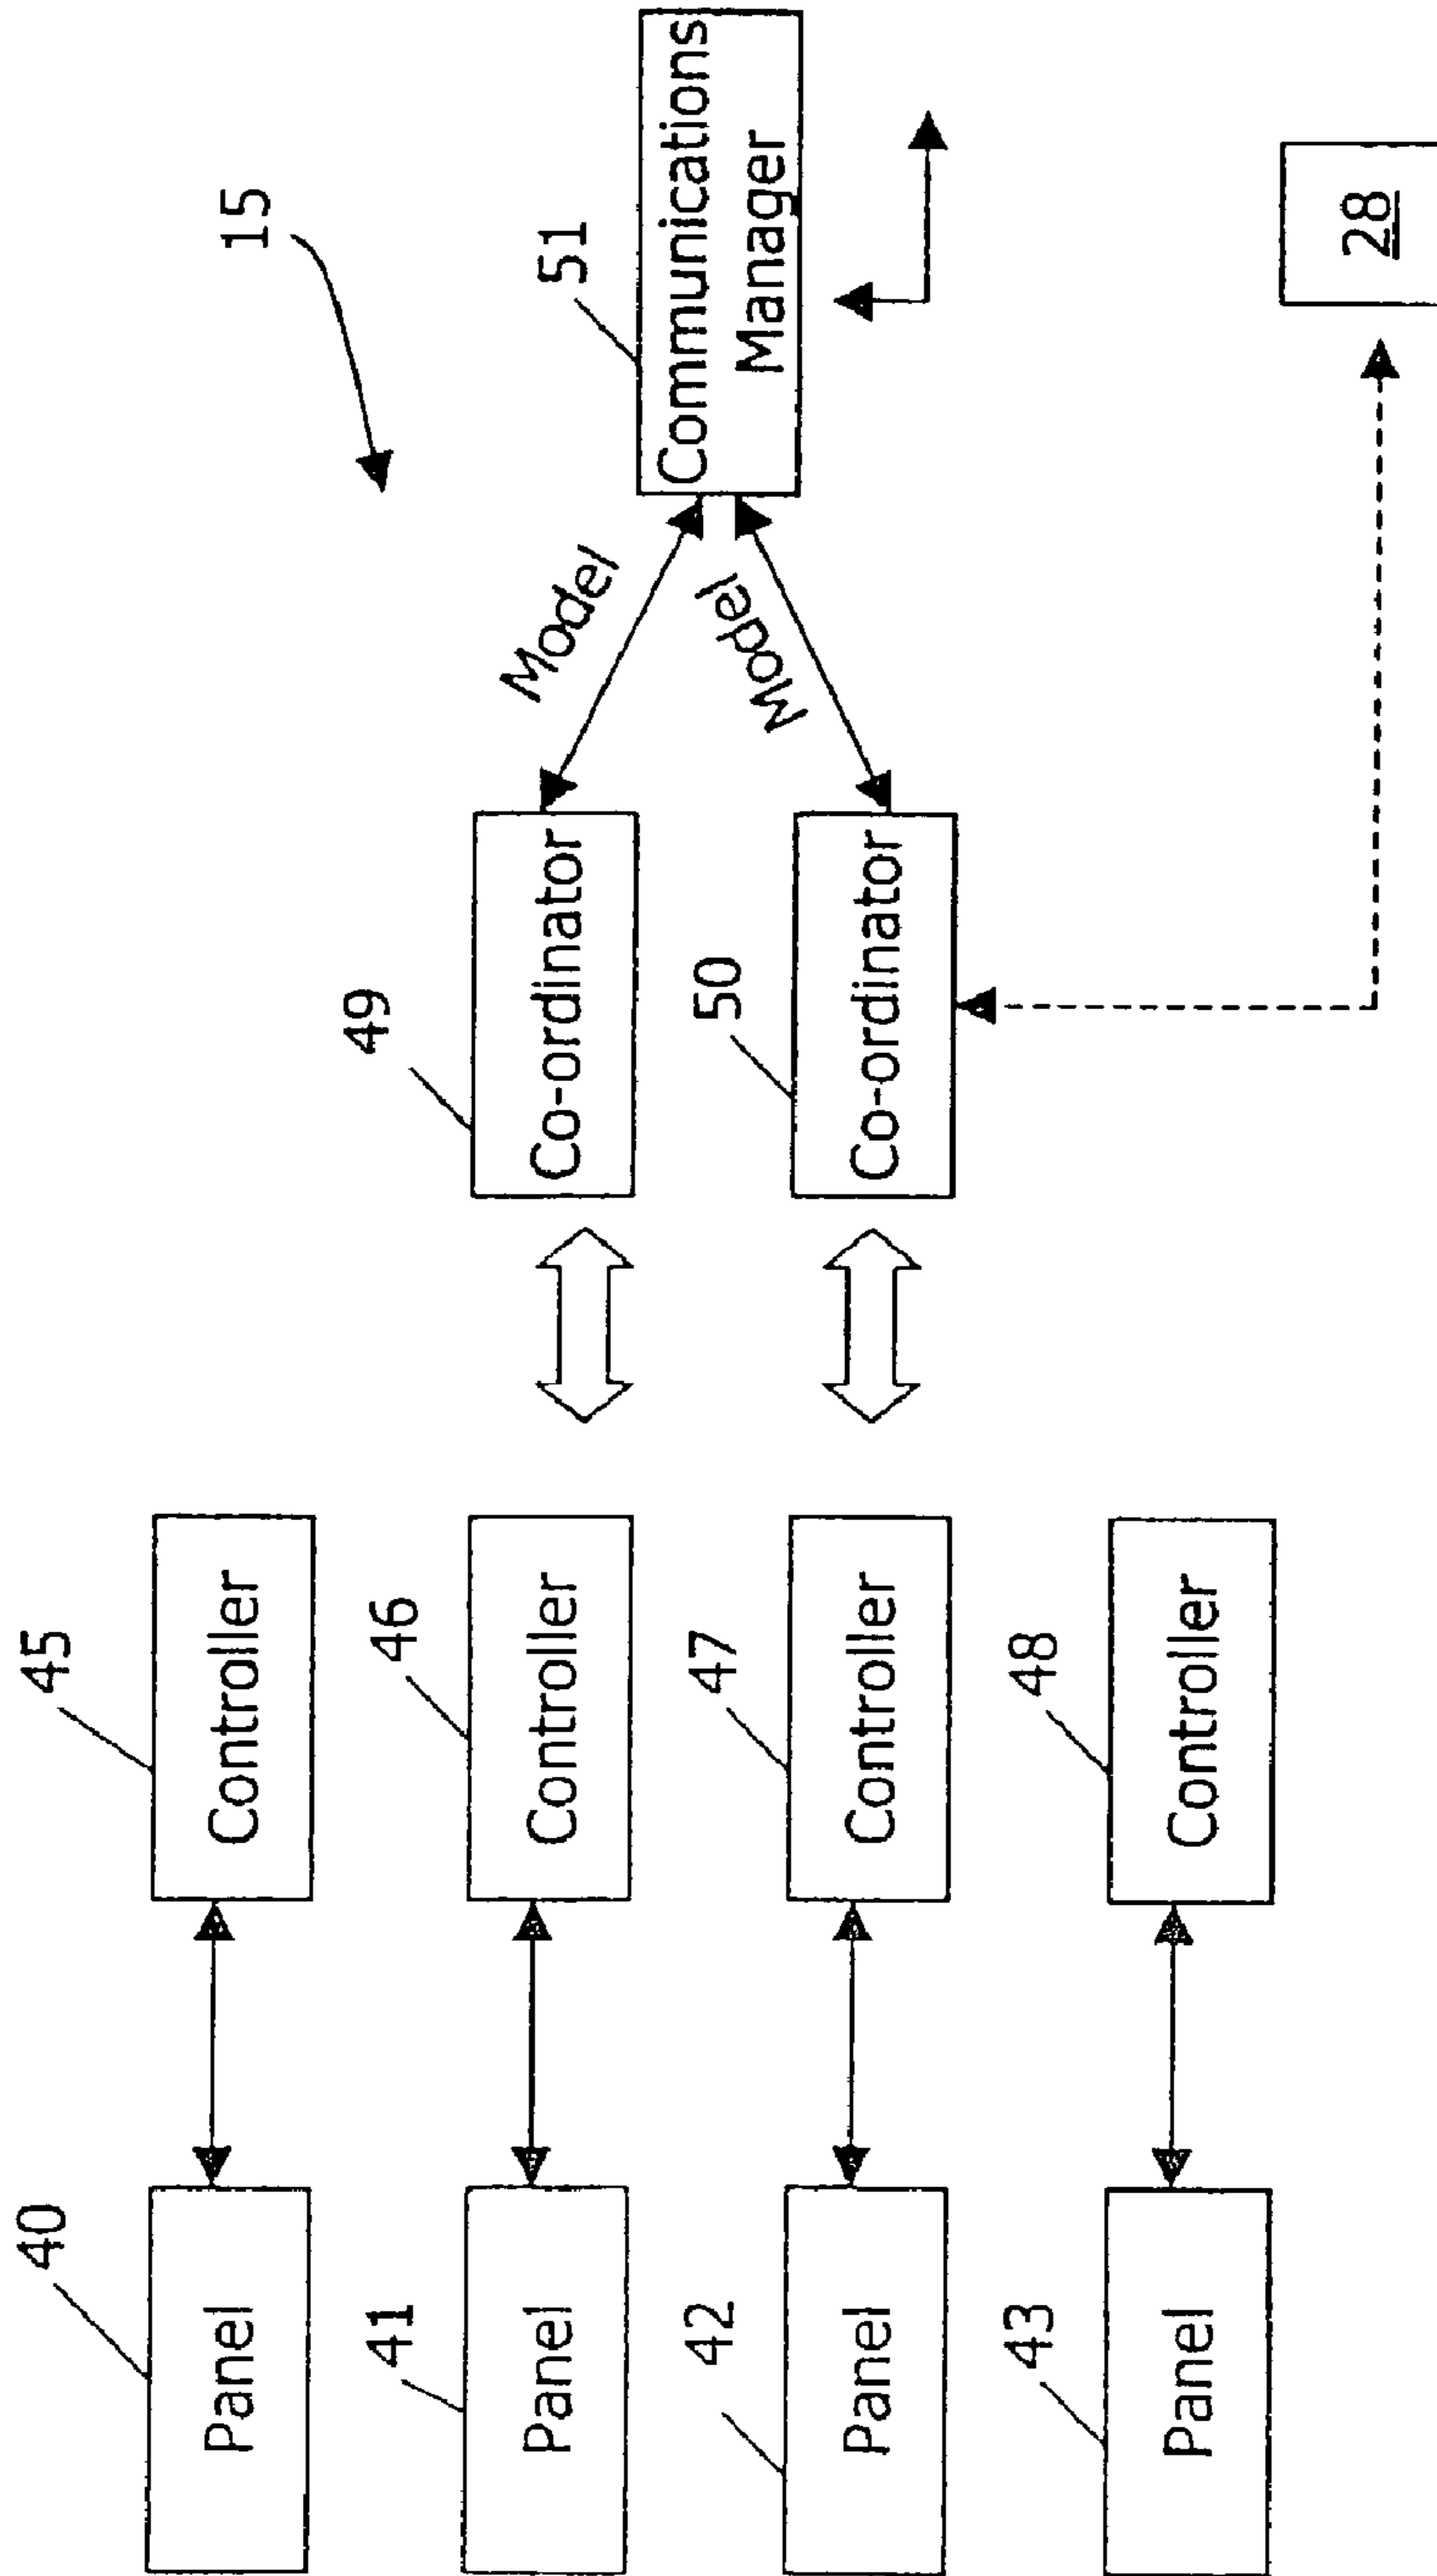 15
40
Panel
45
Controller
41
Panel
46
Controller
49
Co-ordinator
Model
51
Communications
Manager
42
Panel
47
Controller
50
Co-ordinator
Model
43
Panel
48
Controller
28